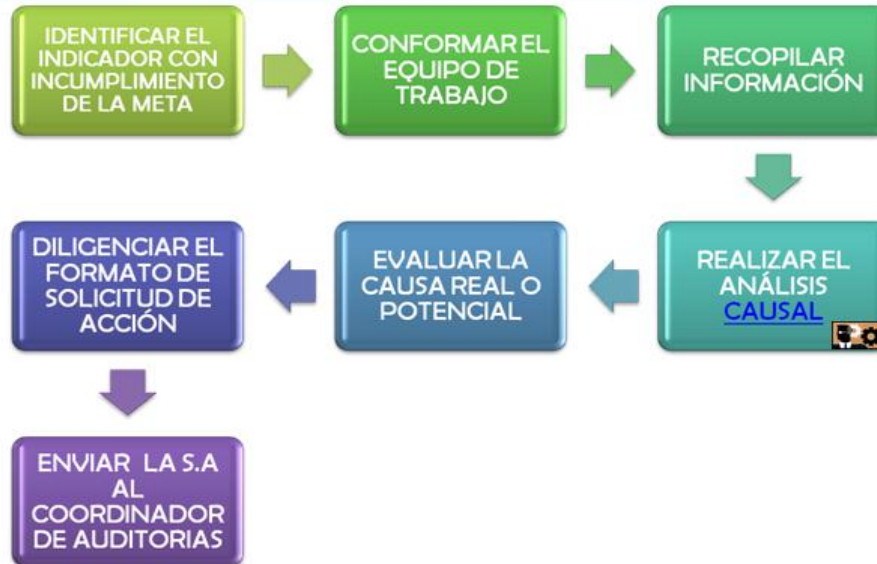 IDENTIFICAR EL
INDICADOR CON
INCUMPLIMIENTO
DE LA META
CONFORMAR EL
EQUIPO DE
TRABAJO
RECOPILAR
INFORMACIÓN
REALIZAR EL
ANÁLISIS
CAUSAL
EVALUAR LA
CAUSA REAL O
POTENCIAL
DILIGENCIAR EL
FORMATO DE
SOLICITUD DE
ACCIÓN
ENVIAR LA S.A
AL
COORDINADOR
DE AUDITORIAS